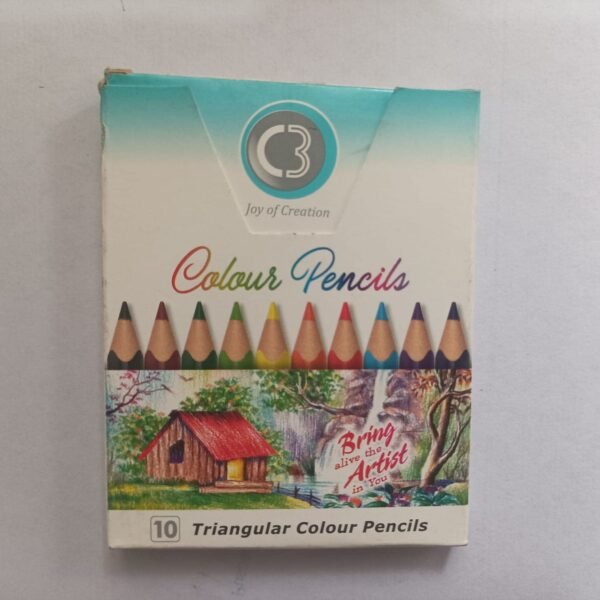 C3
Joy of Creation
Colour Pencils
Bring
alive the
Artist
in You
10 Triangular Colour Pencils